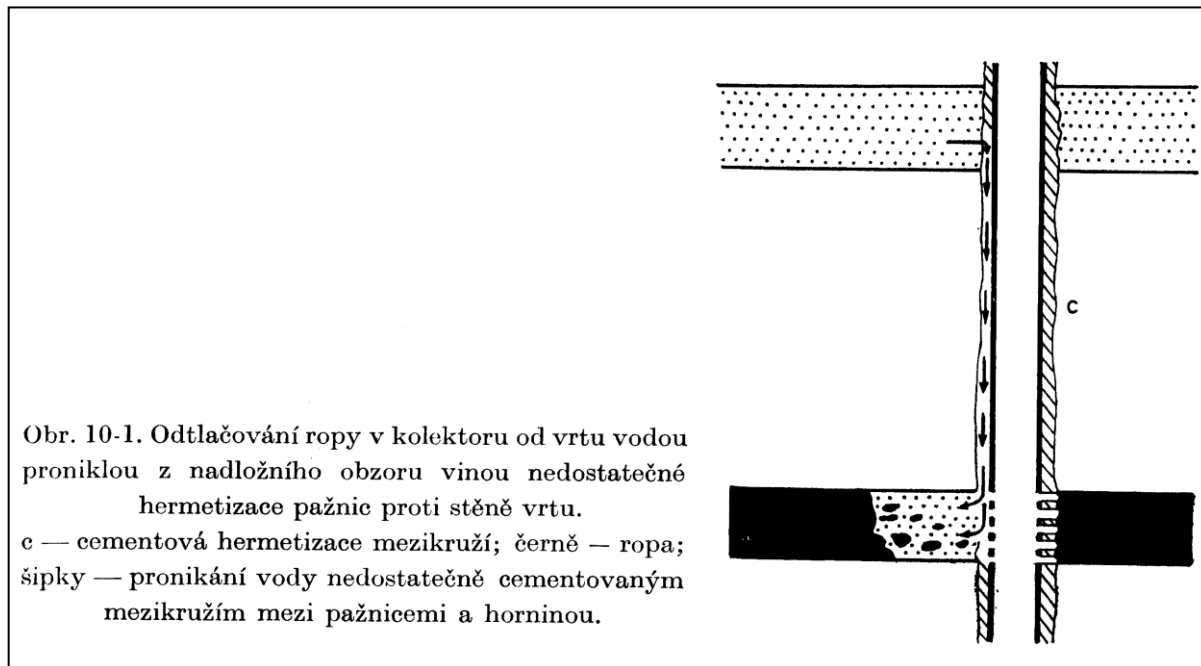 c
Obr. 10-1. Odtlačování ropy v kolektoru od vrtu vodou
proniklou z nadložního obzoru vinou nedostatečné
hermetizace pažnic proti stěně vrtu.
c — cementová hermetizace mezikruží; černě – ropa;
šipky — pronikání vody nedostatečně cementovaným
mezikružím mezi pažnicemi a horninou.